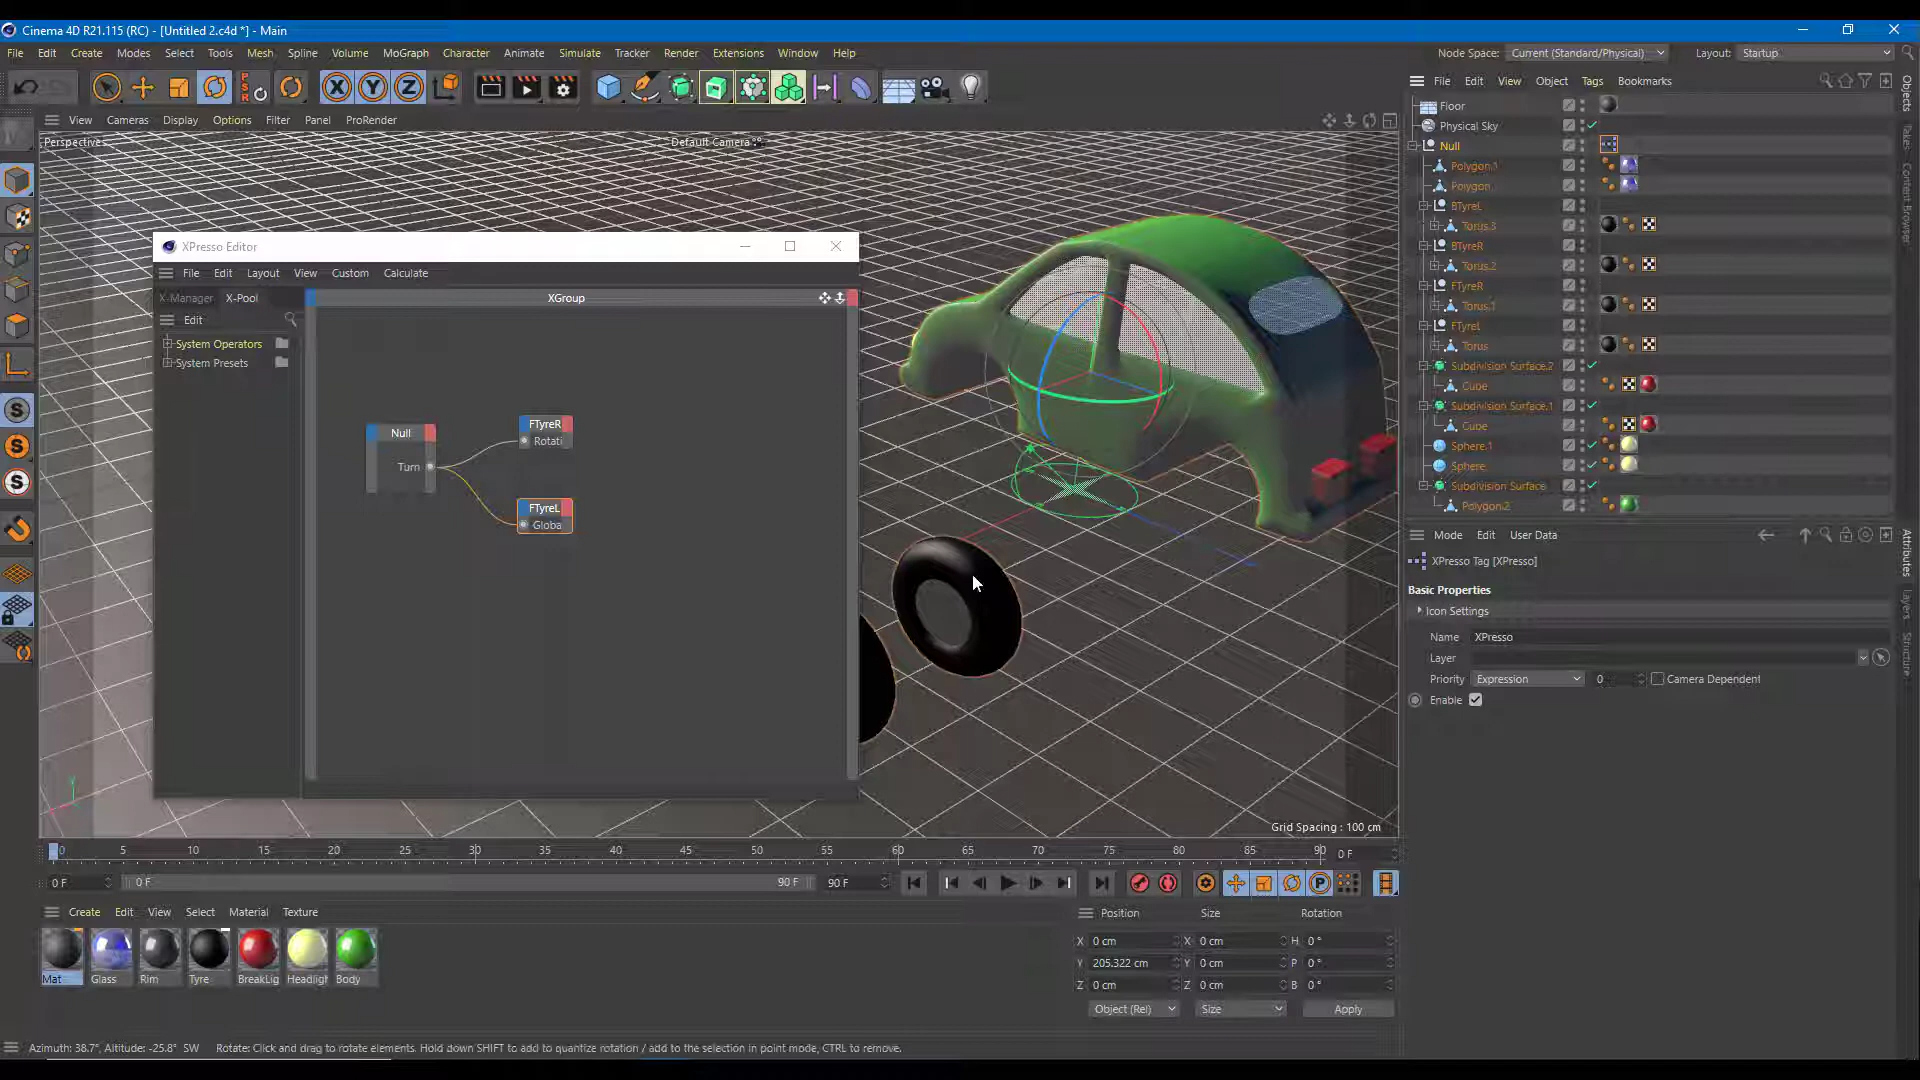 Cinema 4D R21.115 (RC) - [Untitled 2.c4d *] - Main
File Edit Create Modes Select Tools Mesh Spline Volume MoGraph Character Animate Simulate Tracker Render Extensions Window Help
Node Space: Current (Standard/Physical) Layout: Startup
X Y Z
View Cameras Display Options Filter Panel ProRender
Perspective
Default Camera
File Edit View Object Tags Bookmarks
Floor
Physical Sky
Null
Polygon.1
Polygon
BTyreL
Torus.3
BTyreR
Torus.2
FTyreR
Torus.1
FTyreL
Torus
Subdivision Surface.2
Cube
Subdivision Surface.1
Cube
Sphere.1
Sphere
Subdivision Surface
Polygon.2
Objects
Takes
Content Browser
XPresso Editor
File Edit Layout View Custom Calculate
X-Manager X-Pool
XGroup
Edit
System Operators
System Presets
Null
Turn
FTyreR
Rotati
FTyreL
Globa
Mode Edit User Data
XPresso Tag [XPresso]
Basic Properties
Icon Settings
Name XPresso
Layer
Priority Expression 0 Camera Dependent
Enable
Attributes
Layers
Structure
Grid Spacing : 100 cm
0 5 10 15 20 25 30 35 40 45 50 55 60 65 70 75 80 85 90 0 F
0 F 0 F 90 F 90 F
Create Edit View Select Material Texture
Mat Glass Rim Tyre BreakLig Headligh Body
Position Size Rotation
X 0 cm X 0 cm H 0 °
Y 205.322 cm Y 0 cm P 0 °
Z 0 cm Z 0 cm B 0 °
Object (Rel) Size Apply
Azimuth: 38.7°, Altitude: -25.8° SW Rotate: Click and drag to rotate elements. Hold down SHIFT to add to quantize rotation / add to the selection in point mode, CTRL to remove.